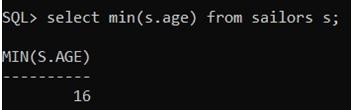 SQL> select min(s.age) from sailors s;
MIN(S.AGE)
----------
16